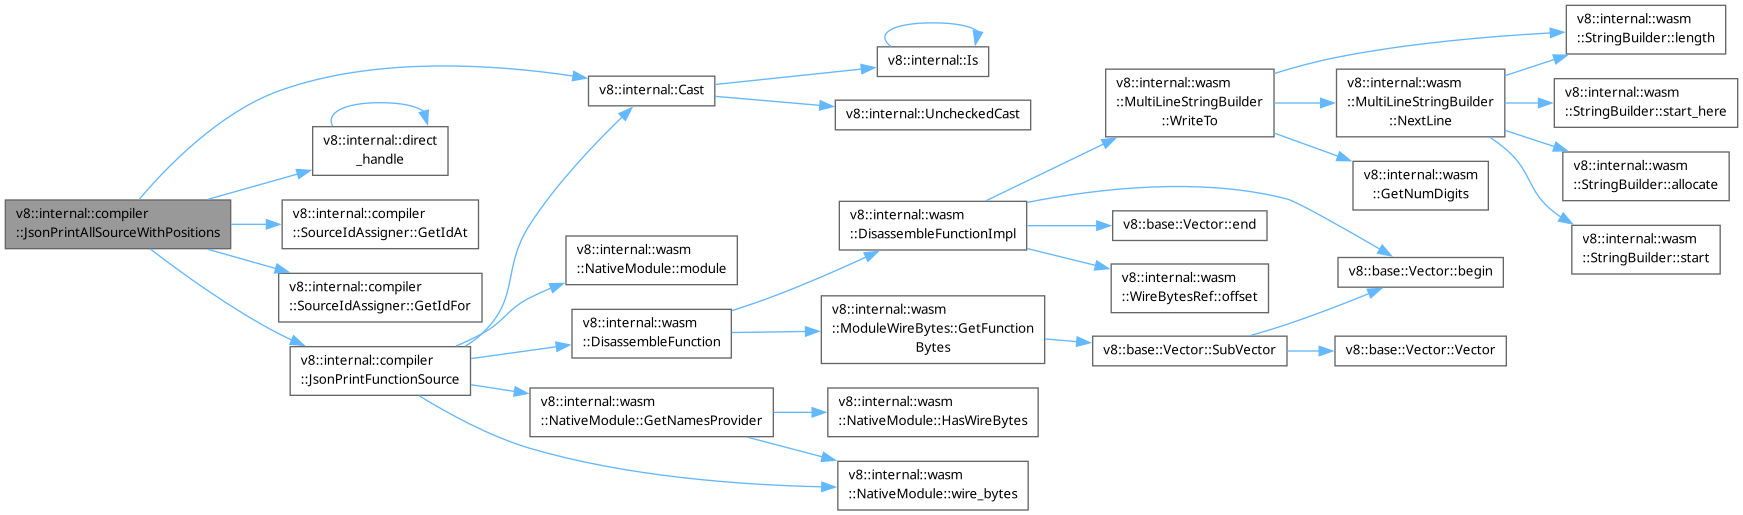 v8::internal::compiler
::JsonPrintAllSourceWithPositions
v8::internal::direct
_handle
v8::internal::compiler
::SourceIdAssigner::GetIdAt
v8::internal::compiler
::SourceIdAssigner::GetIdFor
v8::internal::compiler
::JsonPrintFunctionSource
v8::internal::Cast
v8::internal::wasm
::NativeModule::module
v8::internal::wasm
::DisassembleFunction
v8::internal::wasm
::NativeModule::GetNamesProvider
v8::internal::Is
v8::internal::UncheckedCast
v8::internal::wasm
::DisassembleFunctionImpl
v8::internal::wasm
::ModuleWireBytes::GetFunction
Bytes
v8::internal::wasm
::NativeModule::HasWireBytes
v8::internal::wasm
::NativeModule::wire_bytes
v8::internal::wasm
::MultiLineStringBuilder
::WriteTo
v8::base::Vector::end
v8::internal::wasm
::WireBytesRef::offset
v8::base::Vector::SubVector
v8::internal::wasm
::MultiLineStringBuilder
::NextLine
v8::internal::wasm
::GetNumDigits
v8::base::Vector::begin
v8::base::Vector::Vector
v8::internal::wasm
::StringBuilder::length
v8::internal::wasm
::StringBuilder::start_here
v8::internal::wasm
::StringBuilder::allocate
v8::internal::wasm
::StringBuilder::start